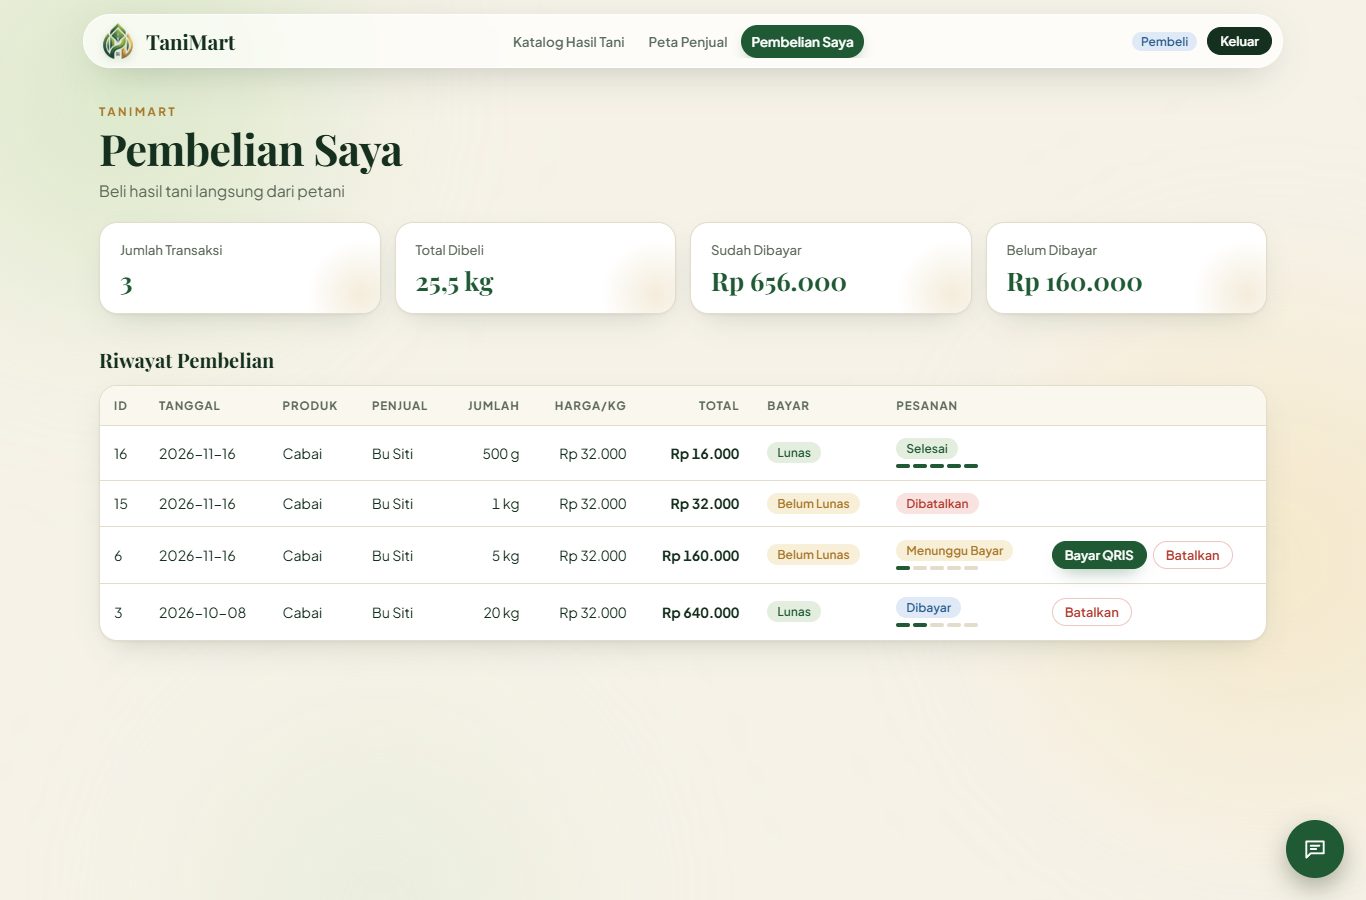 TaniMart
Katalog Hasil Tani Peta Penjual Pembelian Saya
Pembeli Keluar
TANIMART
Pembelian Saya
Beli hasil tani langsung dari petani
Jumlah Transaksi
3
Total Dibeli
25,5 kg
Sudah Dibayar
Rp 656.000
Belum Dibayar
Rp 160.000
Riwayat Pembelian
ID TANGGAL PRODUK PENJUAL JUMLAH HARGA/KG TOTAL BAYAR PESANAN
16 2026-11-16 Cabai Bu Siti 500 g Rp 32.000 Rp 16.000 Lunas Selesai
15 2026-11-16 Cabai Bu Siti 1 kg Rp 32.000 Rp 32.000 Belum Lunas Dibatalkan
6 2026-11-16 Cabai Bu Siti 5 kg Rp 32.000 Rp 160.000 Belum Lunas Menunggu Bayar Bayar QRIS Batalkan
3 2026-10-08 Cabai Bu Siti 20 kg Rp 32.000 Rp 640.000 Lunas Dibayar Batalkan